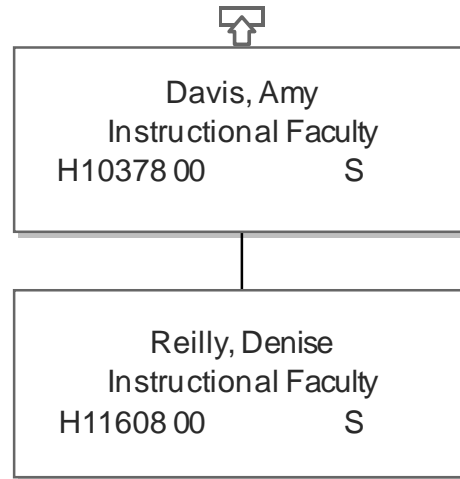 Davis, Amy
Instructional Faculty
H10378 00 S
Reilly, Denise
Instructional Faculty
H11608 00 S